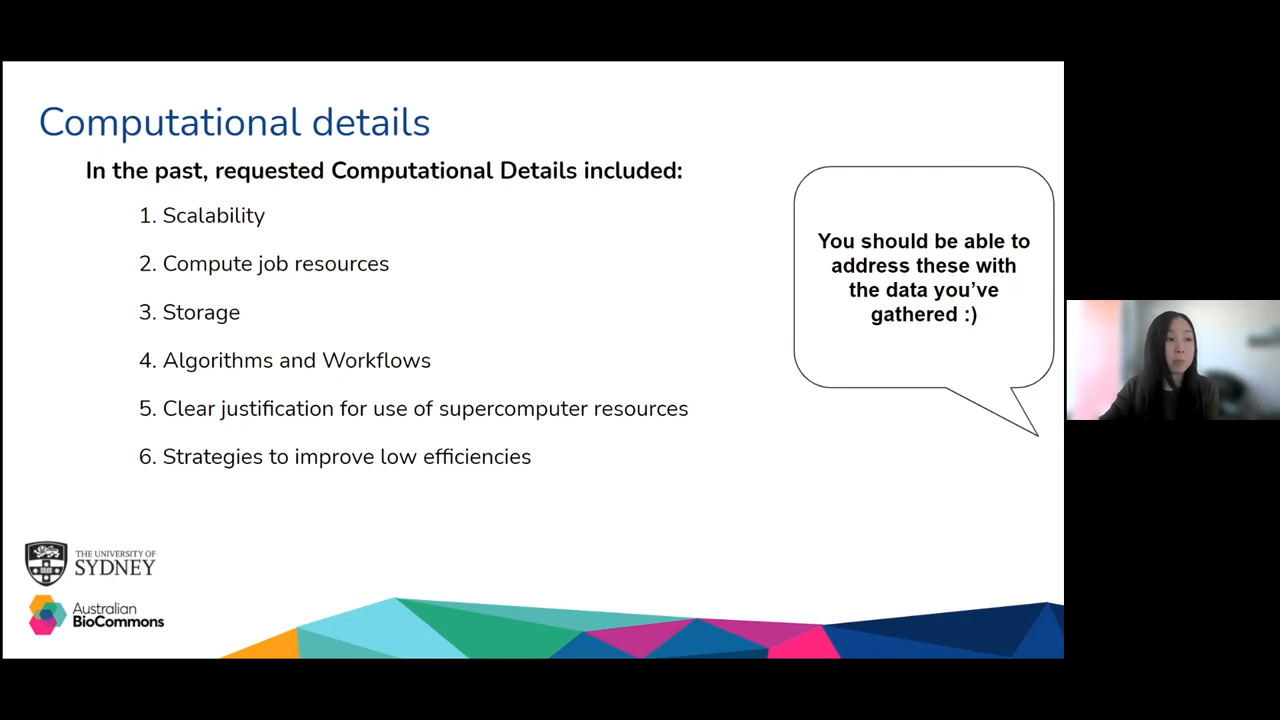 Computational details
In the past, requested Computational Details included:
1. Scalability
2. Compute job resources
3. Storage
4. Algorithms and Workflows
5. Clear justification for use of supercomputer resources
6. Strategies to improve low efficiencies
You should be able to
address these with
the data you’ve
gathered :)
THE UNIVERSITY OF
SYDNEY
Australian
BioCommons